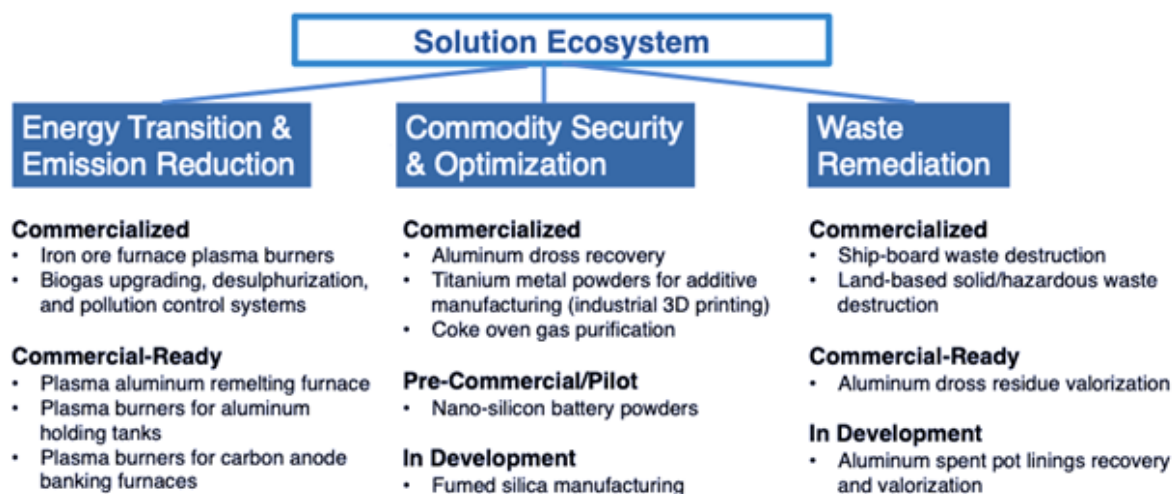 Solution Ecosystem
Energy Transition &
Emission Reduction
Commercialized
• Iron ore furnace plasma burners
• Biogas upgrading, desulphurization,
and pollution control systems
Commercial-Ready
• Plasma aluminum remelting furnace
• Plasma burners for aluminum
holding tanks
• Plasma burners for carbon anode
banking furnaces
Commodity Security
& Optimization
Commercialized
• Aluminum dross recovery
• Titanium metal powders for additive
manufacturing (industrial 3D printing)
• Coke oven gas purification
Pre-Commercial/Pilot
• Nano-silicon battery powders
In Development
• Fumed silica manufacturing
Waste
Remediation
Commercialized
• Ship-board waste destruction
• Land-based solid/hazardous waste
destruction
Commercial-Ready
• Aluminum dross residue valorization
In Development
• Aluminum spent pot linings recovery
and valorization